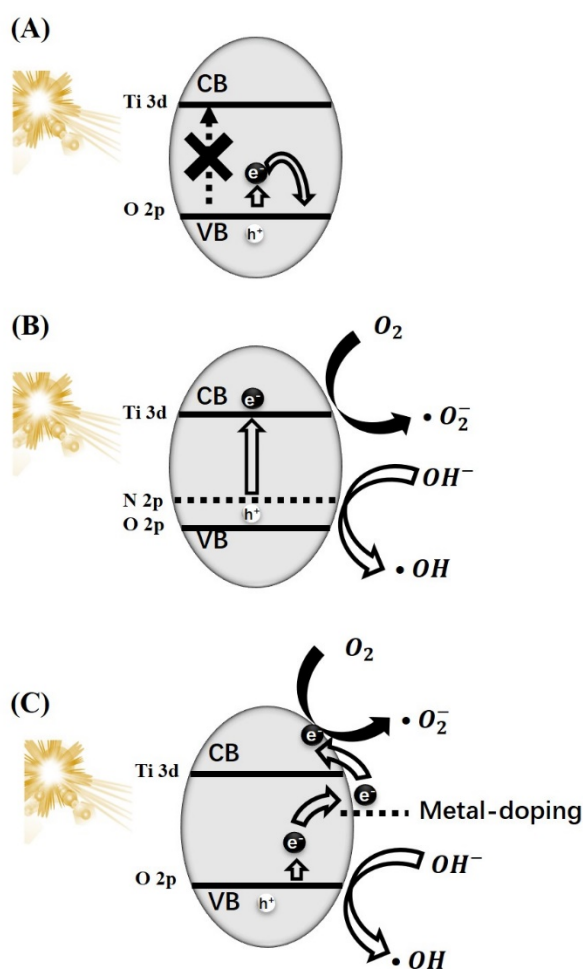 (A)
CB
Ti 3d
e⁻
O 2p
VB
h⁺
(B)
O₂
CB
e⁻
Ti 3d
• O₂⁻
OH⁻
N 2p
h⁺
O 2p
VB
• OH
(C)
O₂
• O₂⁻
e⁻
CB
Ti 3d
e⁻
Metal-doping
e⁻
OH⁻
O 2p
VB
h⁺
• OH